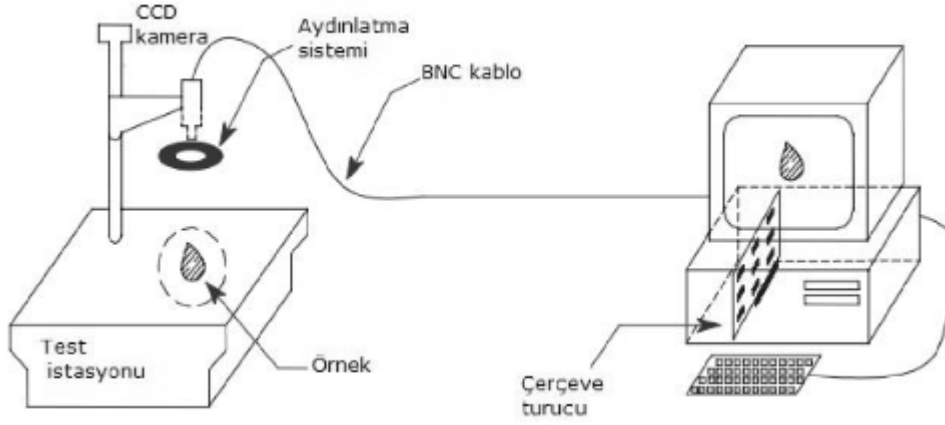 CCD
kamera
Aydınlatma
sistemi
BNC kablo
Test
istasyonu
Örnek
Çerçeve
turucu